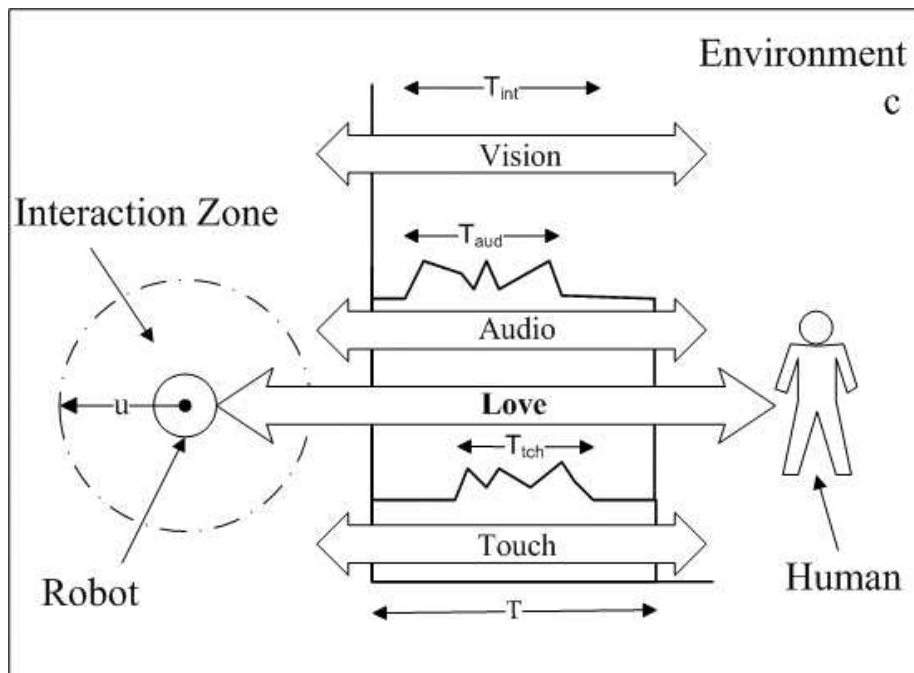 Environment
c
Tint
Vision
Interaction Zone
Taud
Audio
u
Love
Ttch
Touch
Robot
Human
T